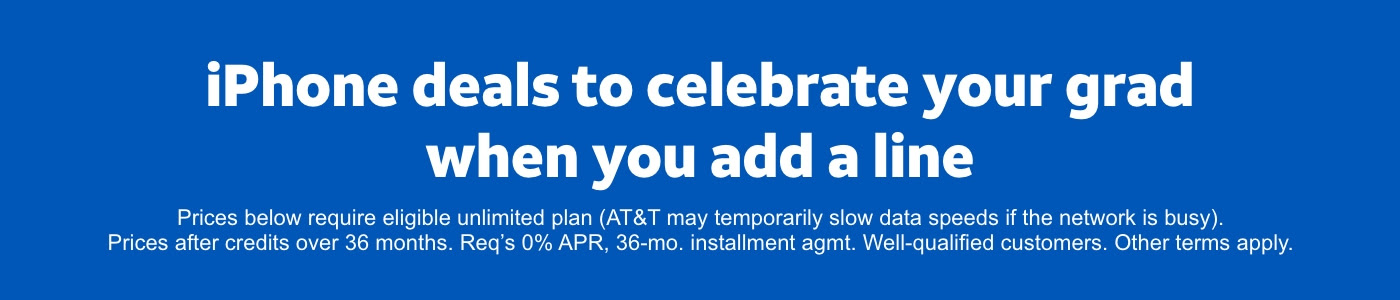 iPhone deals to celebrate your grad
when you add a line
Prices below require eligible unlimited plan (AT&T may temporarily slow data speeds if the network is busy).
Prices after credits over 36 months. Req’s 0% APR, 36-mo. installment agmt. Well-qualified customers. Other terms apply.